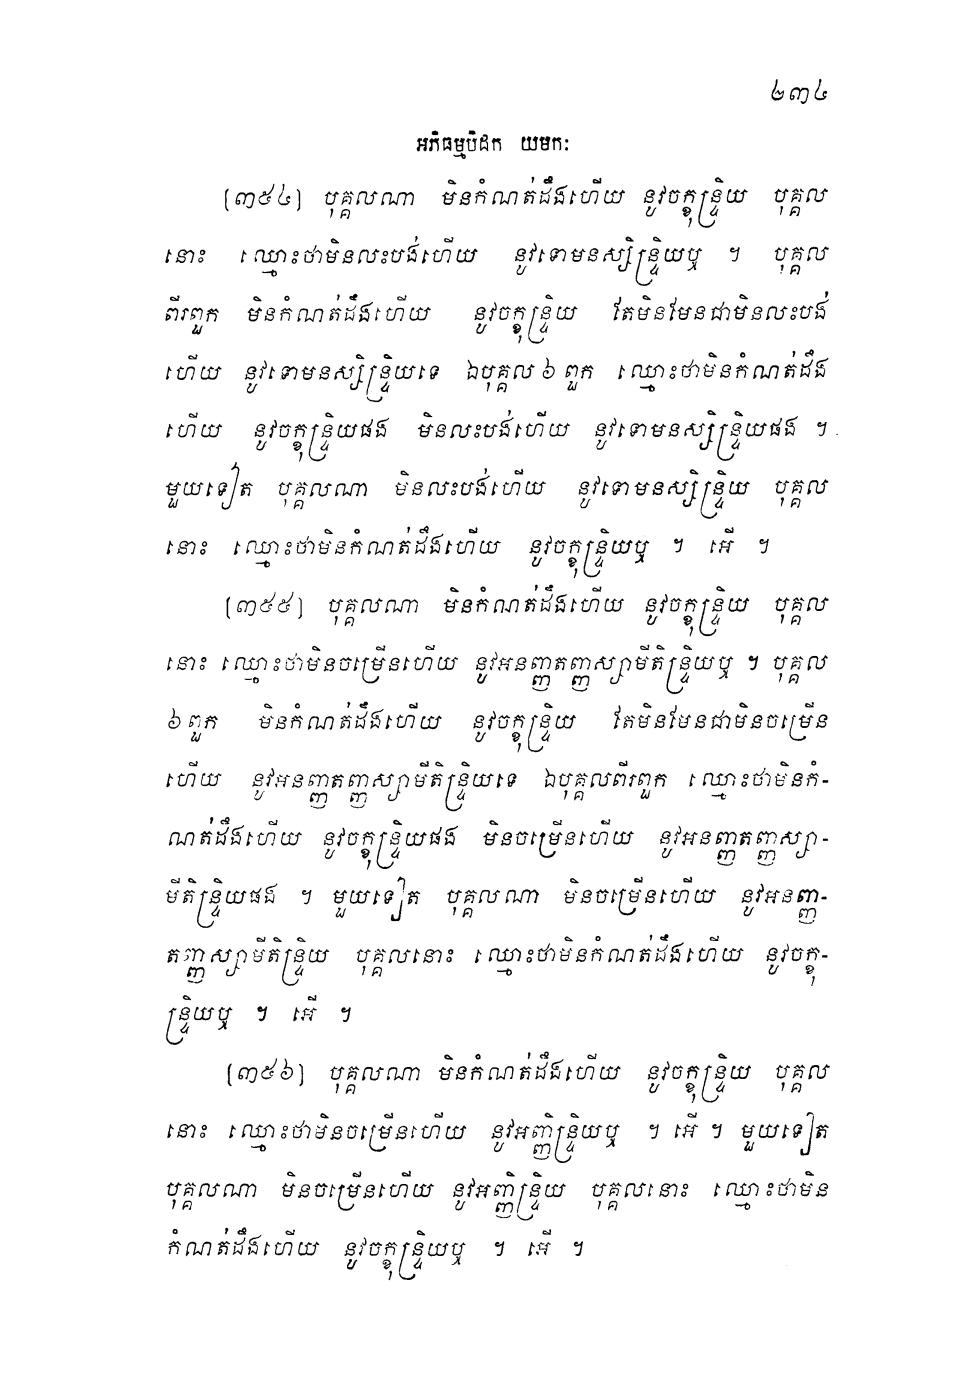 ២៣៤
អភិធម្មបិដក យមកៈ
[៣៥៤] បុគ្គលណា មិនកំណត់ដឹងហើយ នូវចក្ខុន្ទ្រិយ បុគ្គល
នោះ ឈ្មោះថាមិនលះបង់ហើយ នូវទោមនស្សិន្ទ្រិយឬ ។ បុគ្គល
ពីរពួក មិនកំណត់ដឹងហើយ នូវចក្ខុន្ទ្រិយ តែមិនមែនជាមិនលះបង់
ហើយ នូវទោមនស្សិន្ទ្រិយទេ ឯបុគ្គល ៦ ពួក ឈ្មោះថាមិនកំណត់ដឹង
ហើយ នូវចក្ខុន្ទ្រិយផង មិនលះបង់ហើយ នូវទោមនស្សិន្ទ្រិយផង ។
មួយទៀត បុគ្គលណា មិនលះបង់ហើយ នូវទោមនស្សិន្ទ្រិយ បុគ្គល
នោះ ឈ្មោះថាមិនកំណត់ដឹងហើយ នូវចក្ខុន្ទ្រិយឬ ។ អើ ។
[៣៥៥] បុគ្គលណា មិនកំណត់ដឹងហើយ នូវចក្ខុន្ទ្រិយ បុគ្គល
នោះ ឈ្មោះថាមិនចម្រើនហើយ នូវអនញ្ញាតញ្ញាស្សាមីតិន្ទ្រិយឬ ។ បុគ្គល
៦ ពួក មិនកំណត់ដឹងហើយ នូវចក្ខុន្ទ្រិយ តែមិនមែនជាមិនចម្រើន
ហើយ នូវអនញ្ញាតញ្ញាស្សាមីតិន្ទ្រិយទេ ឯបុគ្គលពីរពួក ឈ្មោះថាមិនកំ-
ណត់ដឹងហើយ នូវចក្ខុន្ទ្រិយផង មិនចម្រើនហើយ នូវអនញ្ញាតញ្ញាស្សា-
មីតិន្ទ្រិយផង ។ មួយទៀត បុគ្គលណា មិនចម្រើនហើយ នូវអនញ្ញា-
តញ្ញាស្សាមីតិន្ទ្រិយ បុគ្គលនោះ ឈ្មោះថាមិនកំណត់ដឹងហើយ នូវចក្ខុ-
ន្ទ្រិយឬ ។ អើ ។
[៣៥៦] បុគ្គលណា មិនកំណត់ដឹងហើយ នូវចក្ខុន្ទ្រិយ បុគ្គល
នោះ ឈ្មោះថាមិនចម្រើនហើយ នូវអញ្ញិន្ទ្រិយឬ ។ អើ ។ មួយទៀត
បុគ្គលណា មិនចម្រើនហើយ នូវអញ្ញិន្ទ្រិយ បុគ្គលនោះ ឈ្មោះថាមិន
កំណត់ដឹងហើយ នូវចក្ខុន្ទ្រិយឬ ។ អើ ។